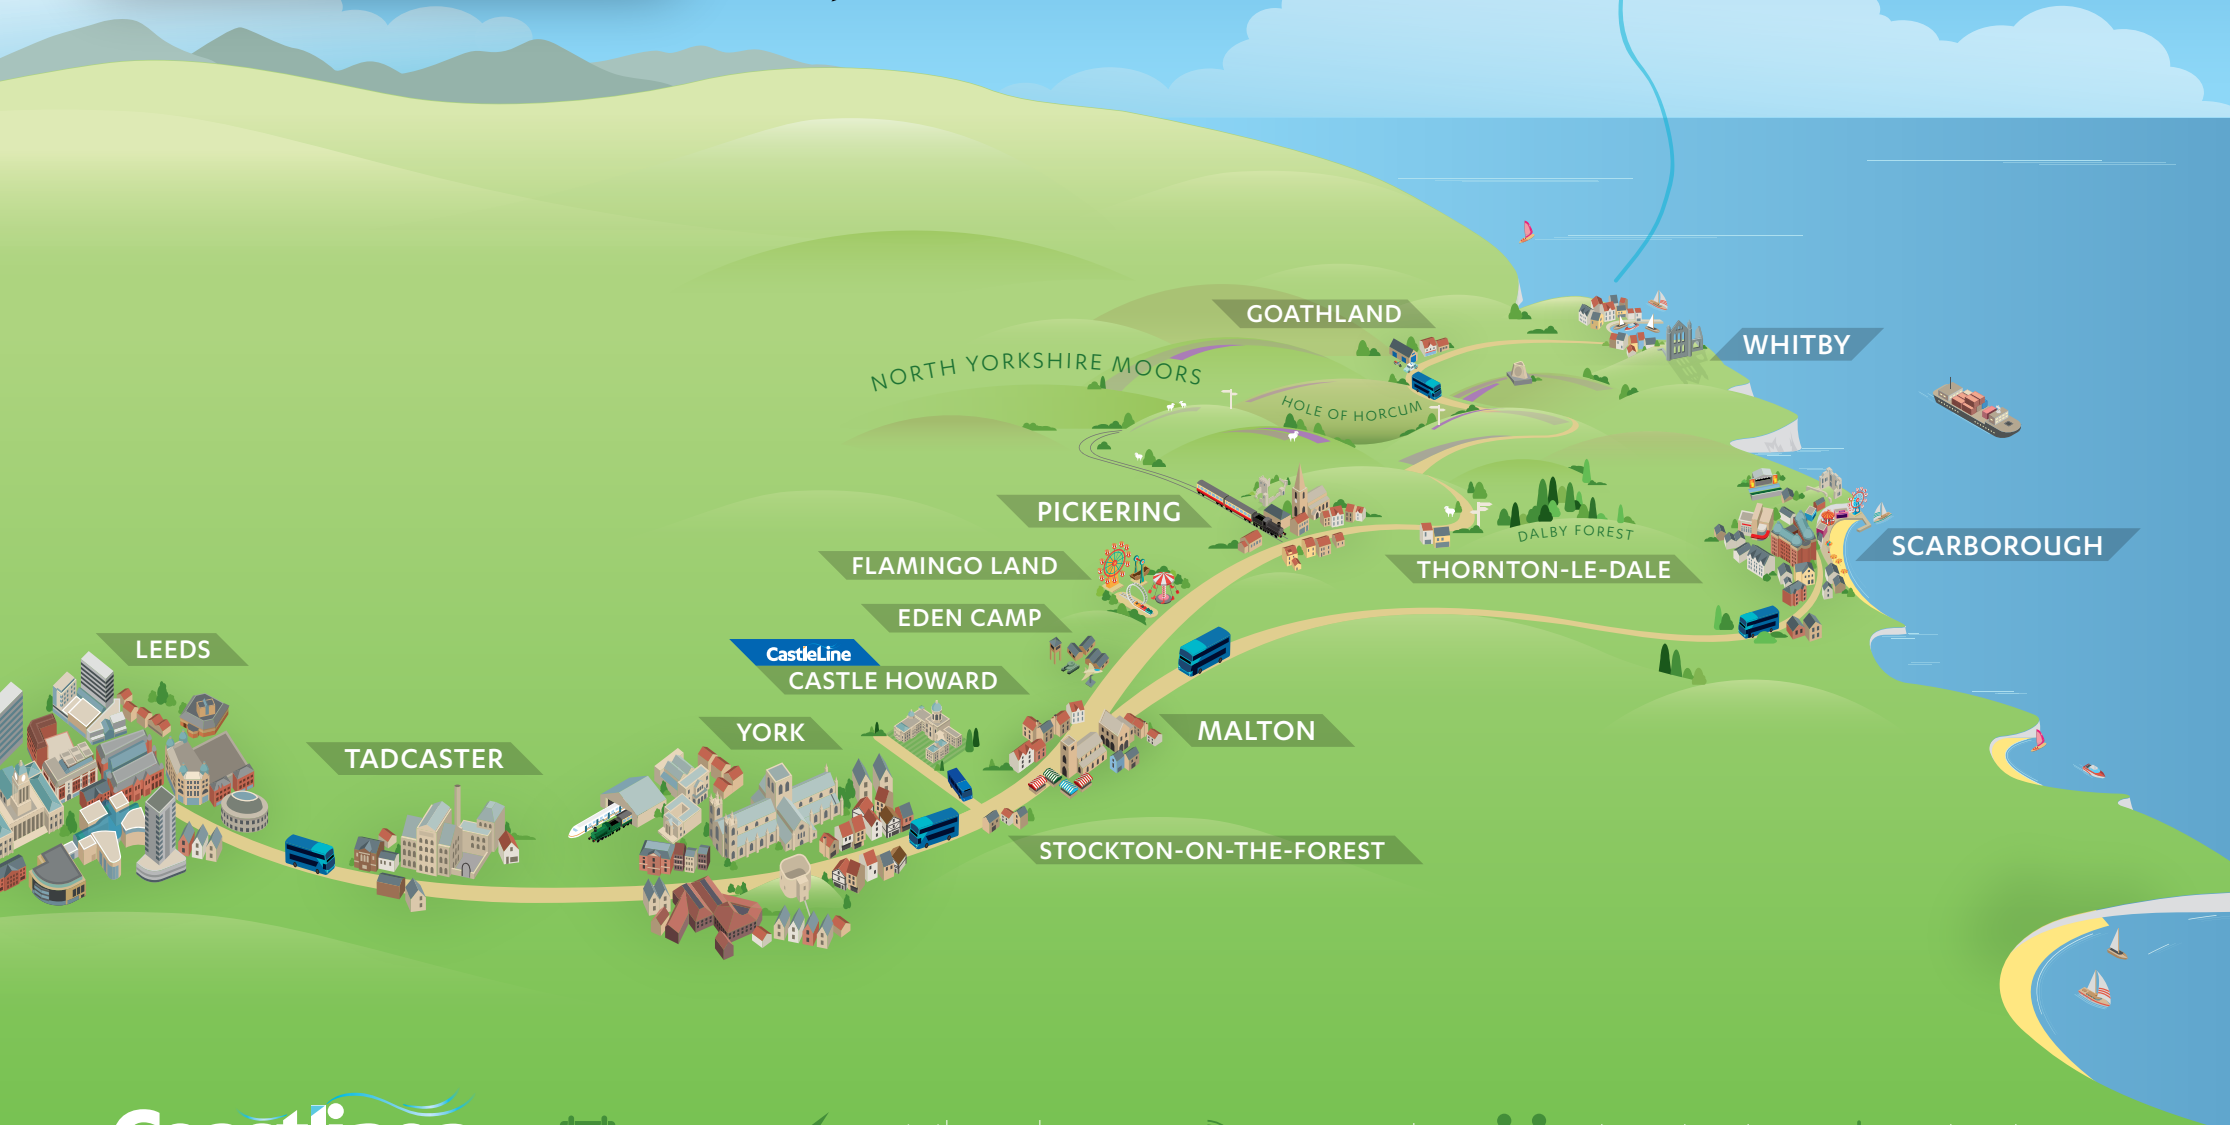 GOATHLAND
WHITBY
NORTH YORKSHIRE MOORS
HOLE OF HORCUM
PICKERING
DALBY FOREST
SCARBOROUGH
FLAMINGO LAND
THORNTON-LE-DALE
EDEN CAMP
LEEDS
CastleLine
CASTLE HOWARD
YORK
MALTON
TADCASTER
STOCKTON-ON-THE-FOREST